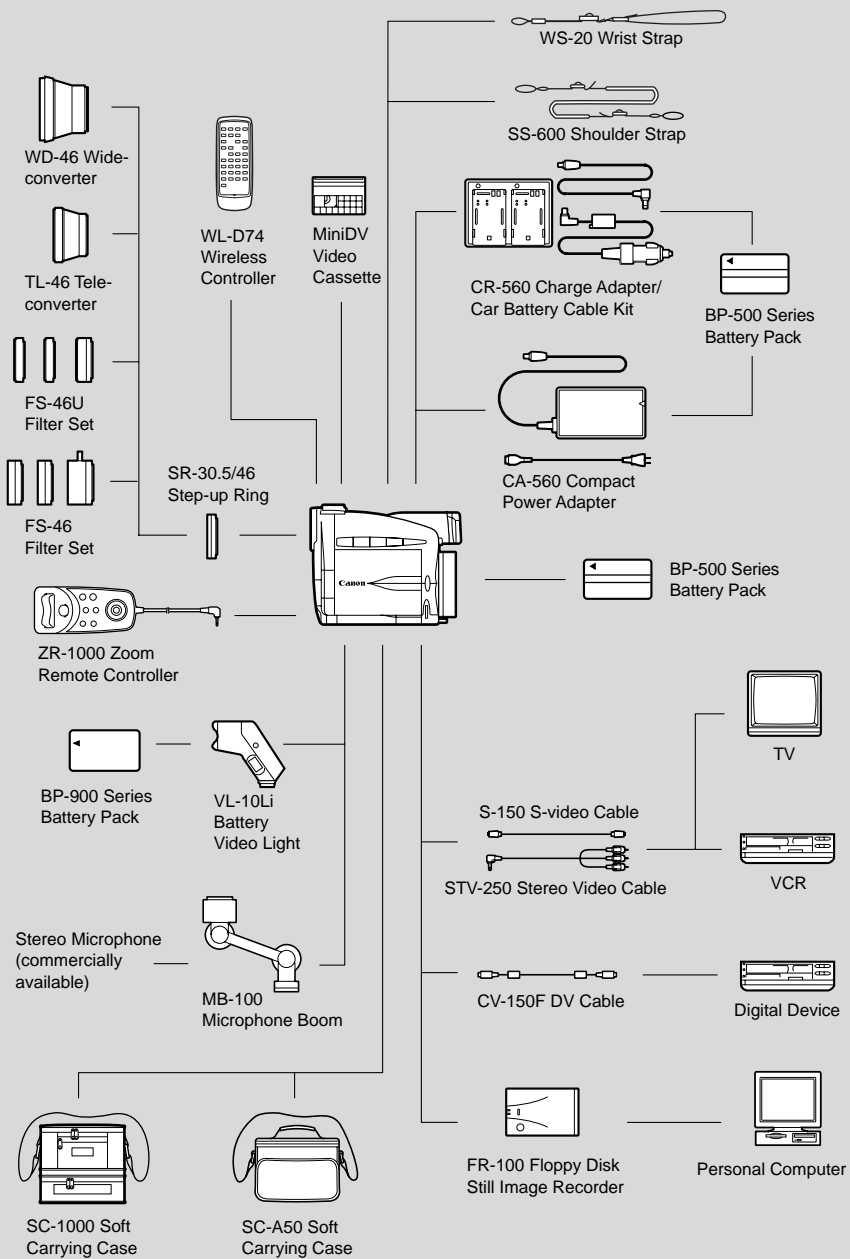 WS-20 Wrist Strap
SS-600 Shoulder Strap
WD-46 Wide-
converter
TL-46 Tele-
converter
WL-D74
Wireless
Controller
MiniDV
Video
Cassette
CR-560 Charge Adapter/
Car Battery Cable Kit
BP-500 Series
Battery Pack
FS-46U
Filter Set
FS-46
Filter Set
SR-30.5/46
Step-up Ring
CA-560 Compact
Power Adapter
Canon
BP-500 Series
Battery Pack
ZR-1000 Zoom
Remote Controller
BP-900 Series
Battery Pack
VL-10Li
Battery
Video Light
TV
S-150 S-video Cable
STV-250 Stereo Video Cable
VCR
Stereo Microphone
(commercially
available)
MB-100
Microphone Boom
CV-150F DV Cable
Digital Device
FR-100 Floppy Disk
Still Image Recorder
Personal Computer
SC-1000 Soft
Carrying Case
SC-A50 Soft
Carrying Case